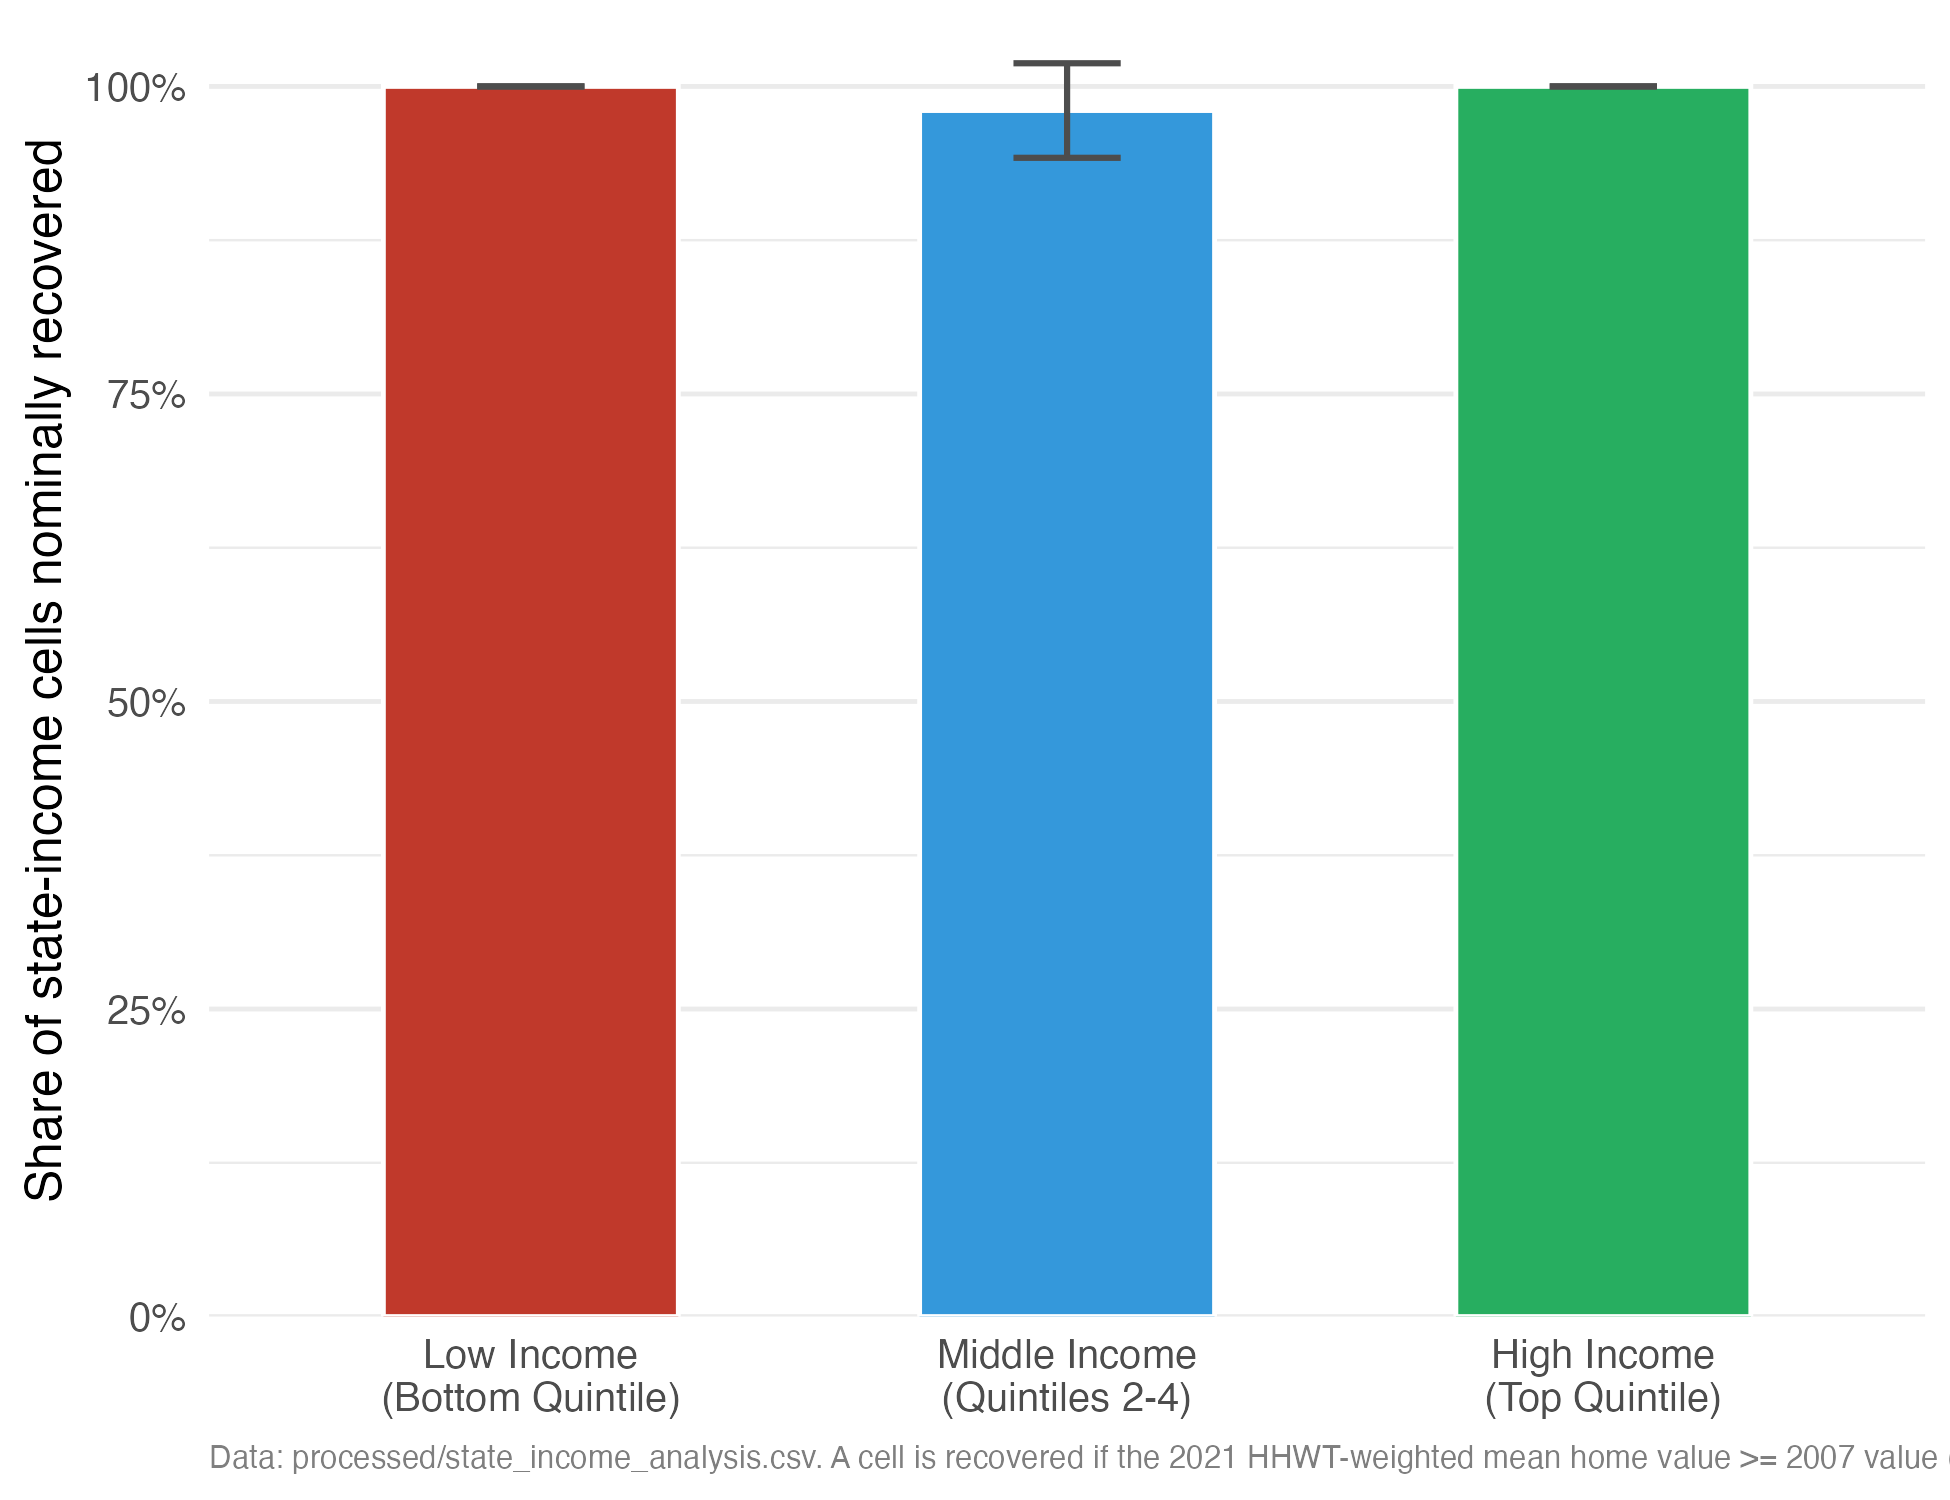 Share of state-income cells nominally recovered
100%
75%
50%
25%
0%
Low Income
(Bottom Quintile)
Middle Income
(Quintiles 2-4)
High Income
(Top Quintile)
Data: processed/state_income_analysis.csv. A cell is recovered if the 2021 HHWT-weighted mean home value >= 2007 value